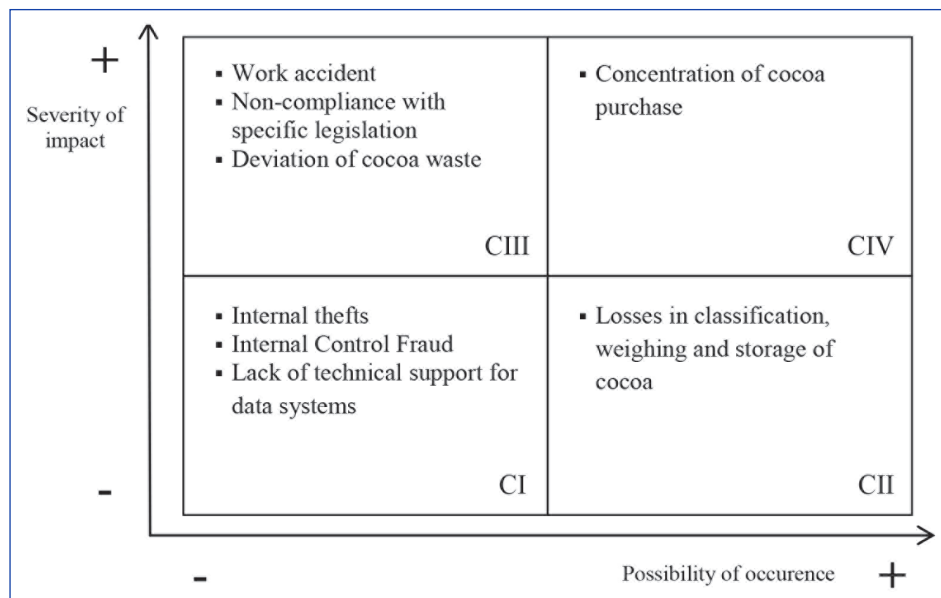 +
Severity of
impact
▪ Work accident
▪ Non-compliance with
specific legislation
▪ Deviation of cocoa waste
CIII
▪ Concentration of cocoa
purchase
CIV
▪ Internal thefts
▪ Internal Control Fraud
▪ Lack of technical support for
data systems
CI
▪ Losses in classification,
weighing and storage of
cocoa
CII
-
-
Possibility of occurence
+